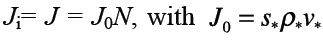 Jᵢ= J = J₀N, with J₀ = s⁎ρ⁎v⁎